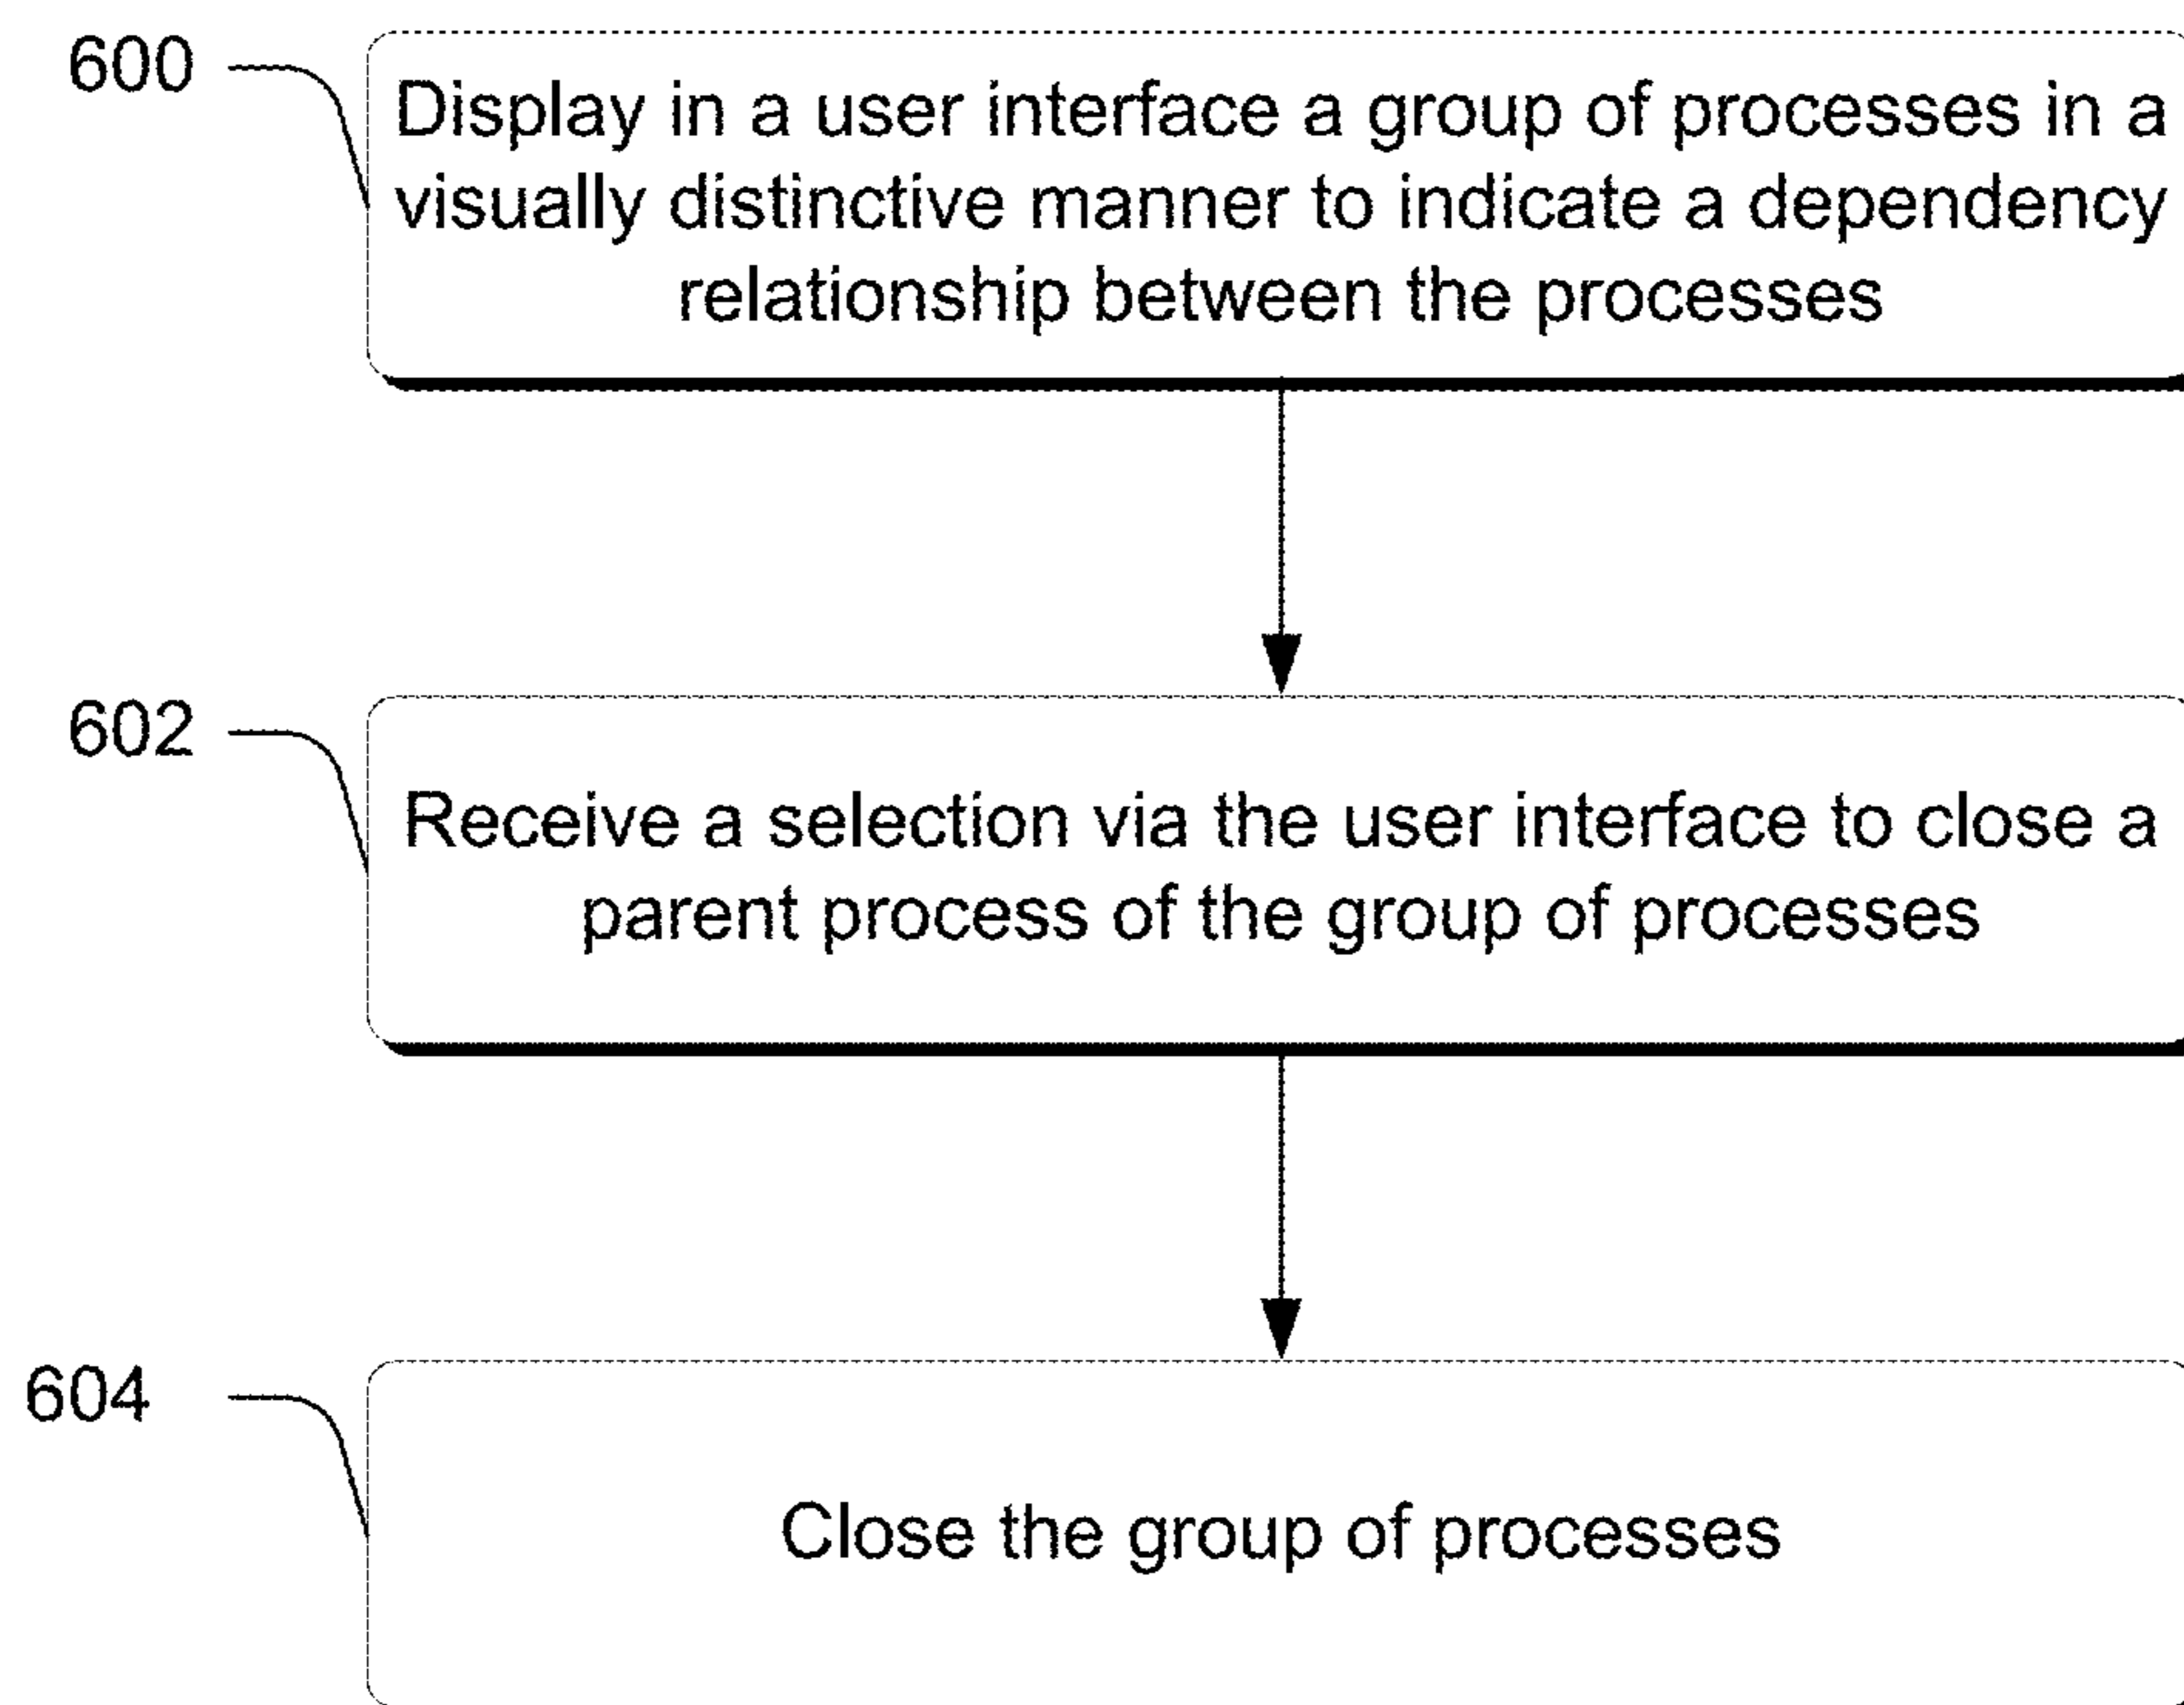 600
Display in a user interface a group of processes in a
visually distinctive manner to indicate a dependency
relationship between the processes
602
Receive a selection via the user interface to close a
parent process of the group of processes
604
Close the group of processes